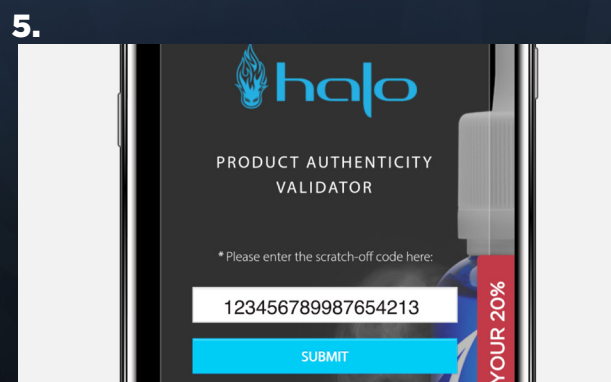 5.
halo
PRODUCT AUTHENTICITY
VALIDATOR
* Please enter the scratch-off code here:
123456789987654213
SUBMIT
YOUR 20%